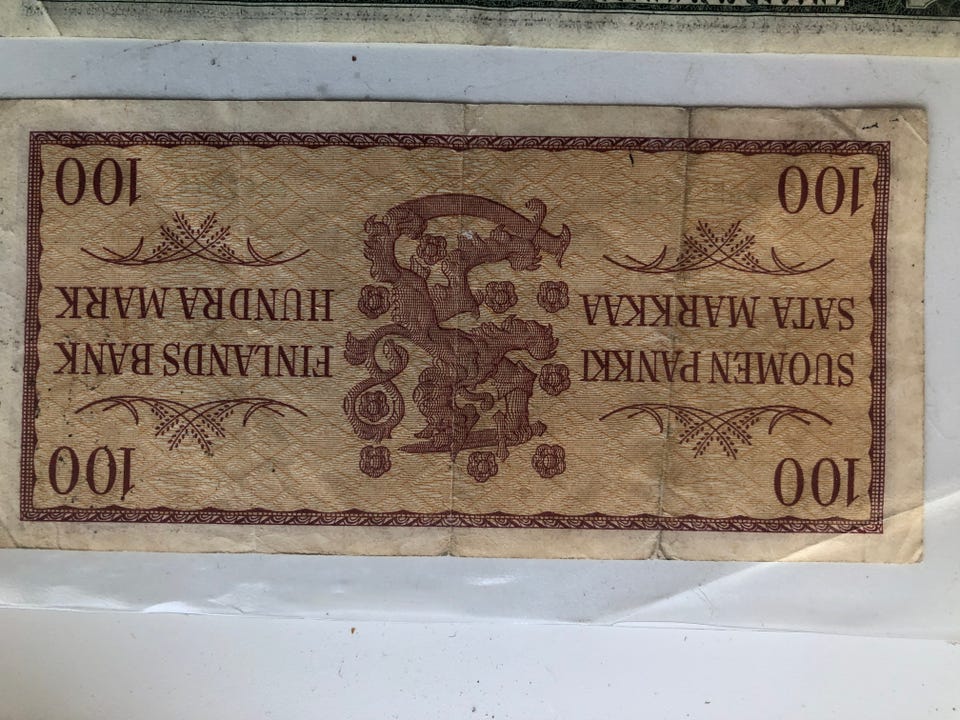 100
100
SUOMEN PANKKI
SATA MARKKAA
FINLANDS BANK
HUNDRA MARK
100
100